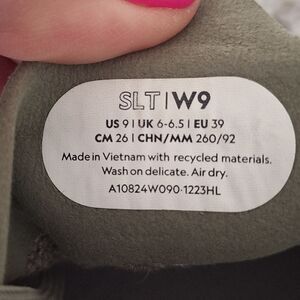 SLT | W9
US 9 | UK 6-6.5 | EU 39
CM 26 | CHN/MM 260/92
Made in Vietnam with recycled materials.
Wash on delicate. Air dry.
A10824W090-1223HL